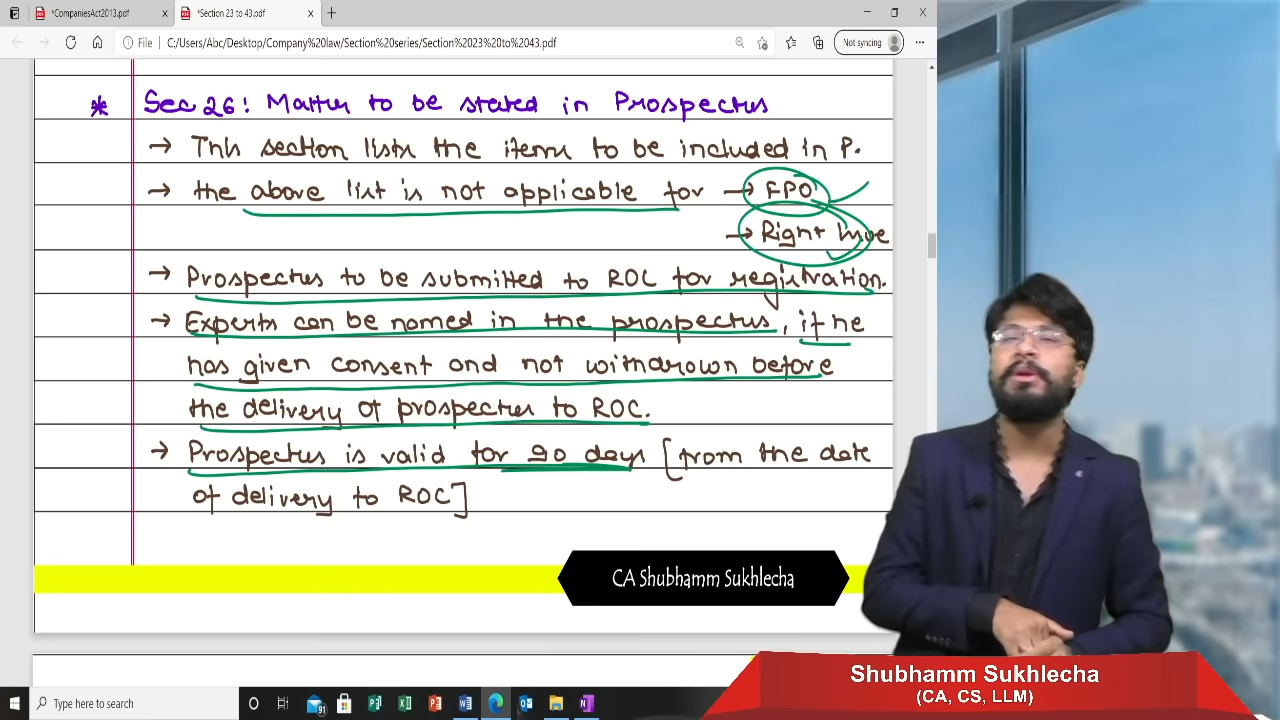 *CompaniesAct2013.pdf
*Section 23 to 43.pdf
File C:/Users/Abc/Desktop/Company%20law/Section%20series/Section%2023%20to%2043.pdf
Not syncing
* Sec 26: Matter to be stated in Prospectus
→ This section lists the items to be included in P.
→ the above list is not applicable for → FPO
→ Right Issue
→ Prospectus to be submitted to ROC for registration.
→ Experts can be named in the prospectus, if he
has given consent and not withdrawn before
the delivery of prospectus to ROC.
→ Prospectus is valid for 90 days [from the date
of delivery to ROC]
CA Shubhamm Sukhlecha
Shubhamm Sukhlecha
(CA, CS, LLM)
Type here to search
91